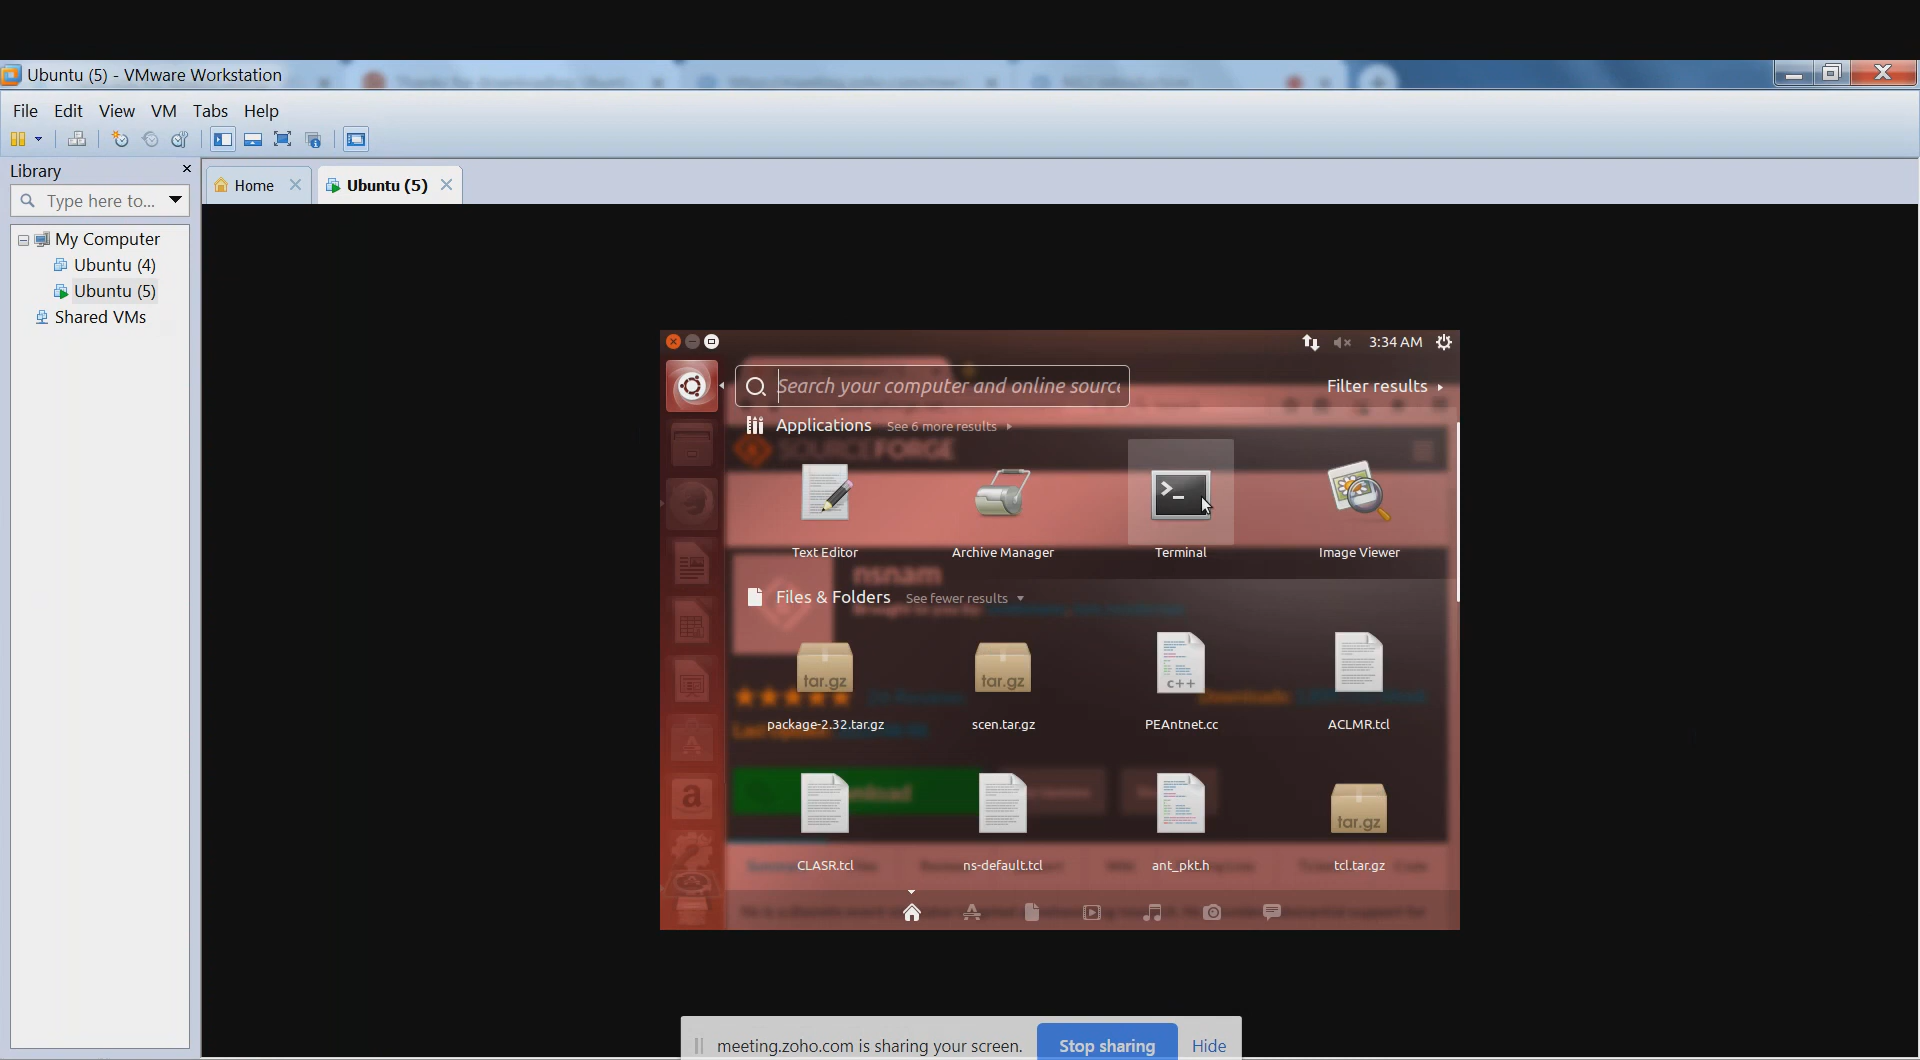 Ubuntu (5) - VMware Workstation
File Edit View VM Tabs Help
Library
Type here to...
My Computer
Ubuntu (4)
Ubuntu (5)
Shared VMs
Home
Ubuntu (5)
3:34 AM
Search your computer and online source
Filter results
Applications See 6 more results
SOURCEFORGE
Text Editor Archive Manager Terminal Image Viewer
nsnam
Files & Folders See fewer results
tar.gz tar.gz c++
package-2.32.tar.gz scen.tar.gz PEAntnet.cc ACLMR.tcl
tar.gz
CLASR.tcl ns-default.tcl ant_pkt.h tcl.tar.gz
meeting.zoho.com is sharing your screen. Stop sharing Hide